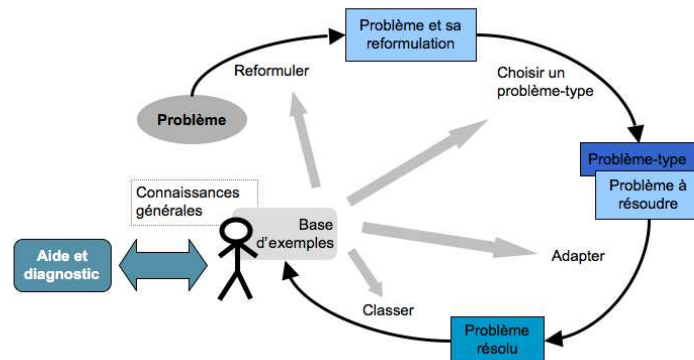 Problème et sa
reformulation
Reformuler
Choisir un
problème-type
Problème
Problème-type
Problème à
résoudre
Connaissances
générales
Base
d'exemples
Aide et
diagnostic
Adapter
Classer
Problème
résolu